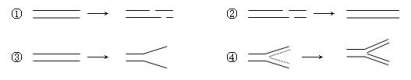 ① ②
③ ④